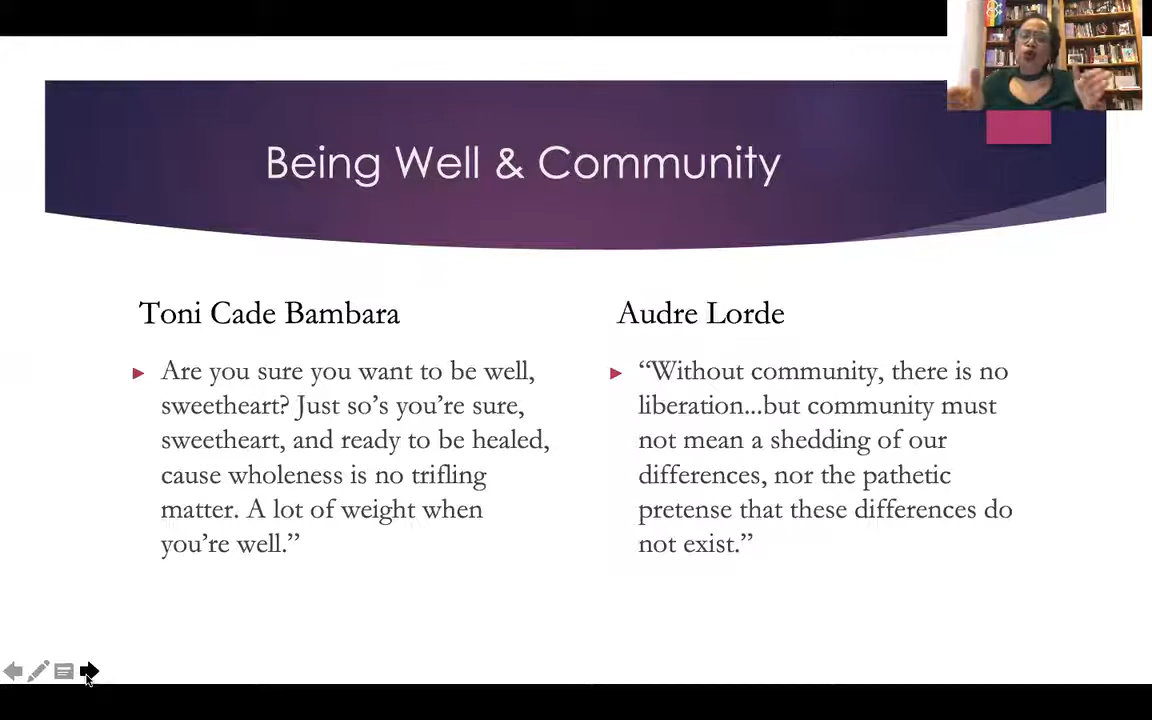 Being Well & Community
Toni Cade Bambara
Are you sure you want to be well,
sweetheart? Just so’s you’re sure,
sweetheart, and ready to be healed,
cause wholeness is no trifling
matter. A lot of weight when
you’re well.”
Audre Lorde
“Without community, there is no
liberation...but community must
not mean a shedding of our
differences, nor the pathetic
pretense that these differences do
not exist.”